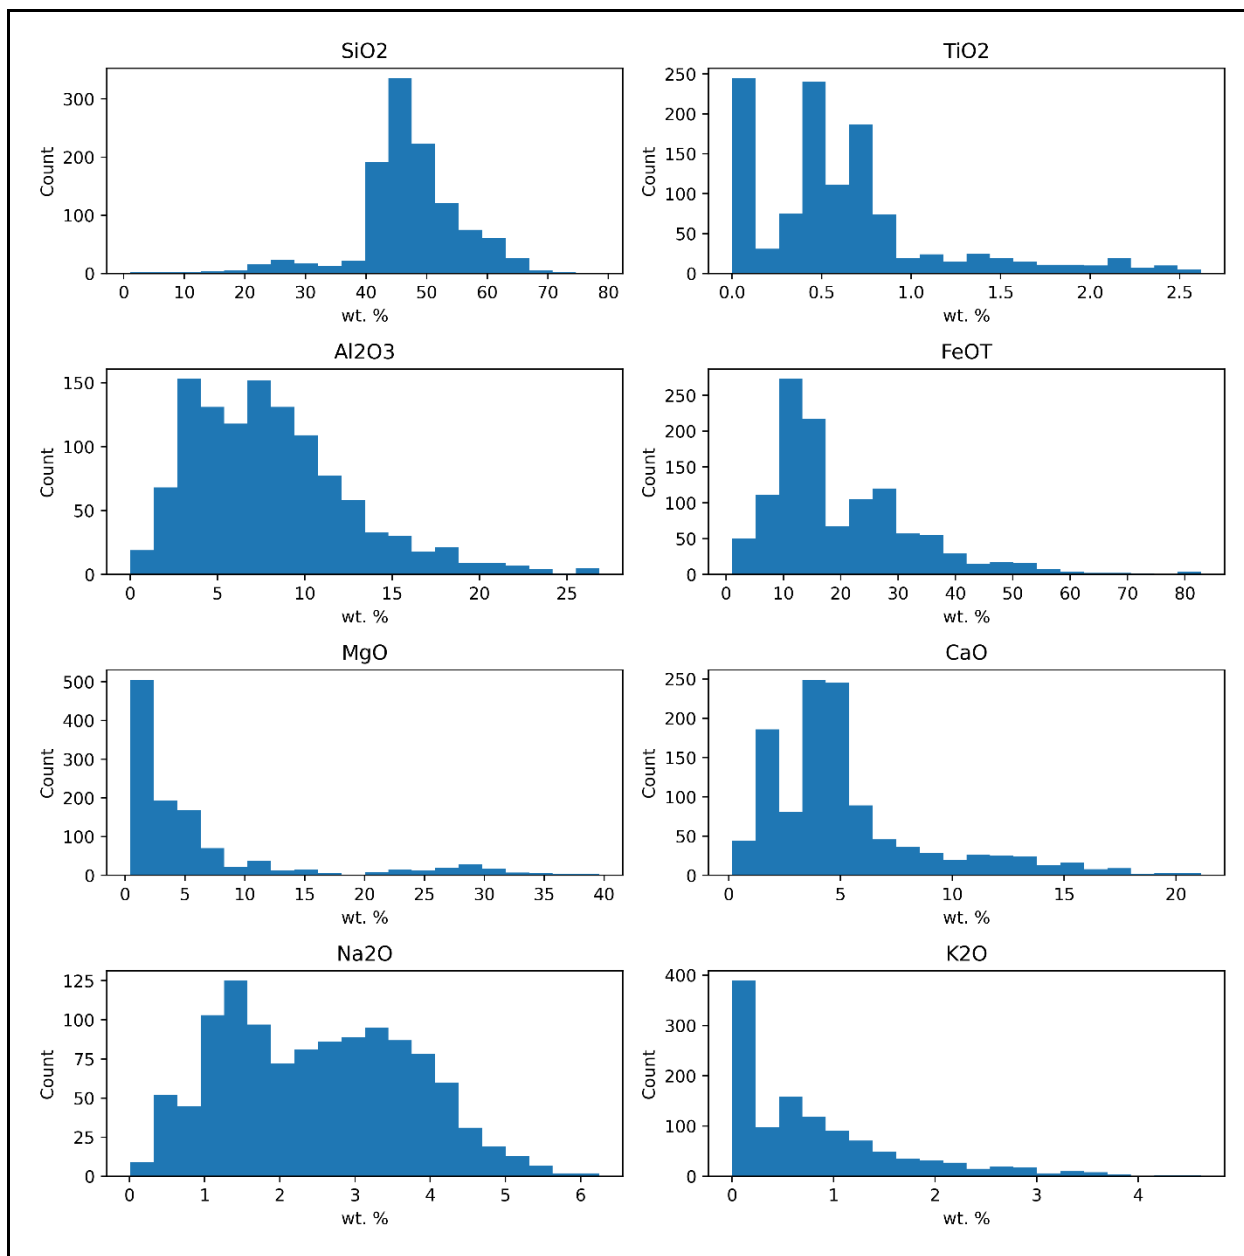 SiO2
Count
300
200
100
0
0 10 20 30 40 50 60 70 80
wt. %
TiO2
Count
250
200
150
100
50
0
0.0 0.5 1.0 1.5 2.0 2.5
wt. %
Al2O3
Count
150
100
50
0
0 5 10 15 20 25
wt. %
FeOT
Count
250
200
150
100
50
0
0 10 20 30 40 50 60 70 80
wt. %
MgO
Count
500
400
300
200
100
0
0 5 10 15 20 25 30 35 40
wt. %
CaO
Count
250
200
150
100
50
0
0 5 10 15 20
wt. %
Na2O
Count
125
100
75
50
25
0
0 1 2 3 4 5 6
wt. %
K2O
Count
400
300
200
100
0
0 1 2 3 4
wt. %